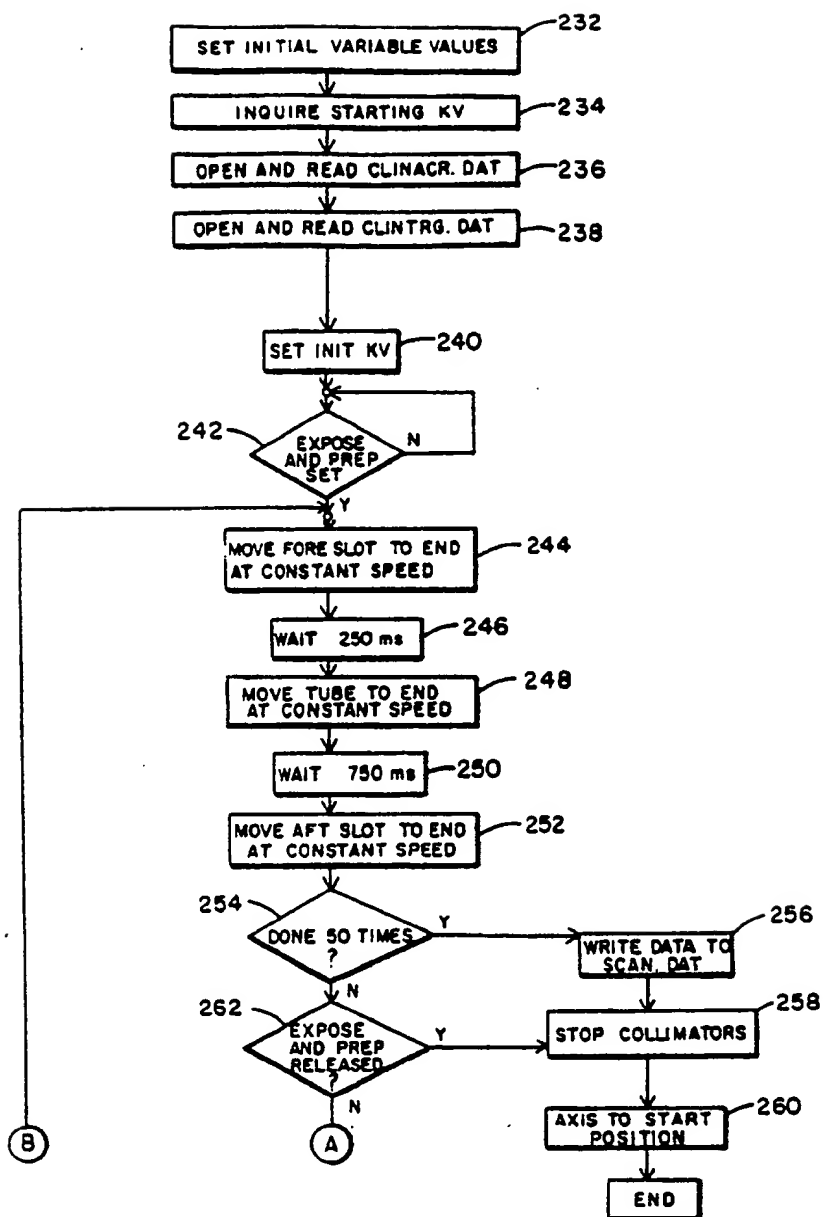 SET INITIAL VARIABLE VALUES
232
INQUIRE STARTING KV
234
OPEN AND READ CLINACR. DAT
236
OPEN AND READ CLINTRG. DAT
238
SET INIT KV
240
242
EXPOSE
AND PREP
SET
N
Y
MOVE FORE SLOT TO END
AT CONSTANT SPEED
244
WAIT 250 ms
246
MOVE TUBE TO END
AT CONSTANT SPEED
248
WAIT 750 ms
250
MOVE AFT SLOT TO END
AT CONSTANT SPEED
252
254
DONE 50 TIMES
?
Y
N
WRITE DATA TO
SCAN. DAT
256
262
EXPOSE
AND PREP
RELEASED
?
Y
N
STOP COLLIMATORS
258
AXIS TO START
POSITION
260
B
A
END